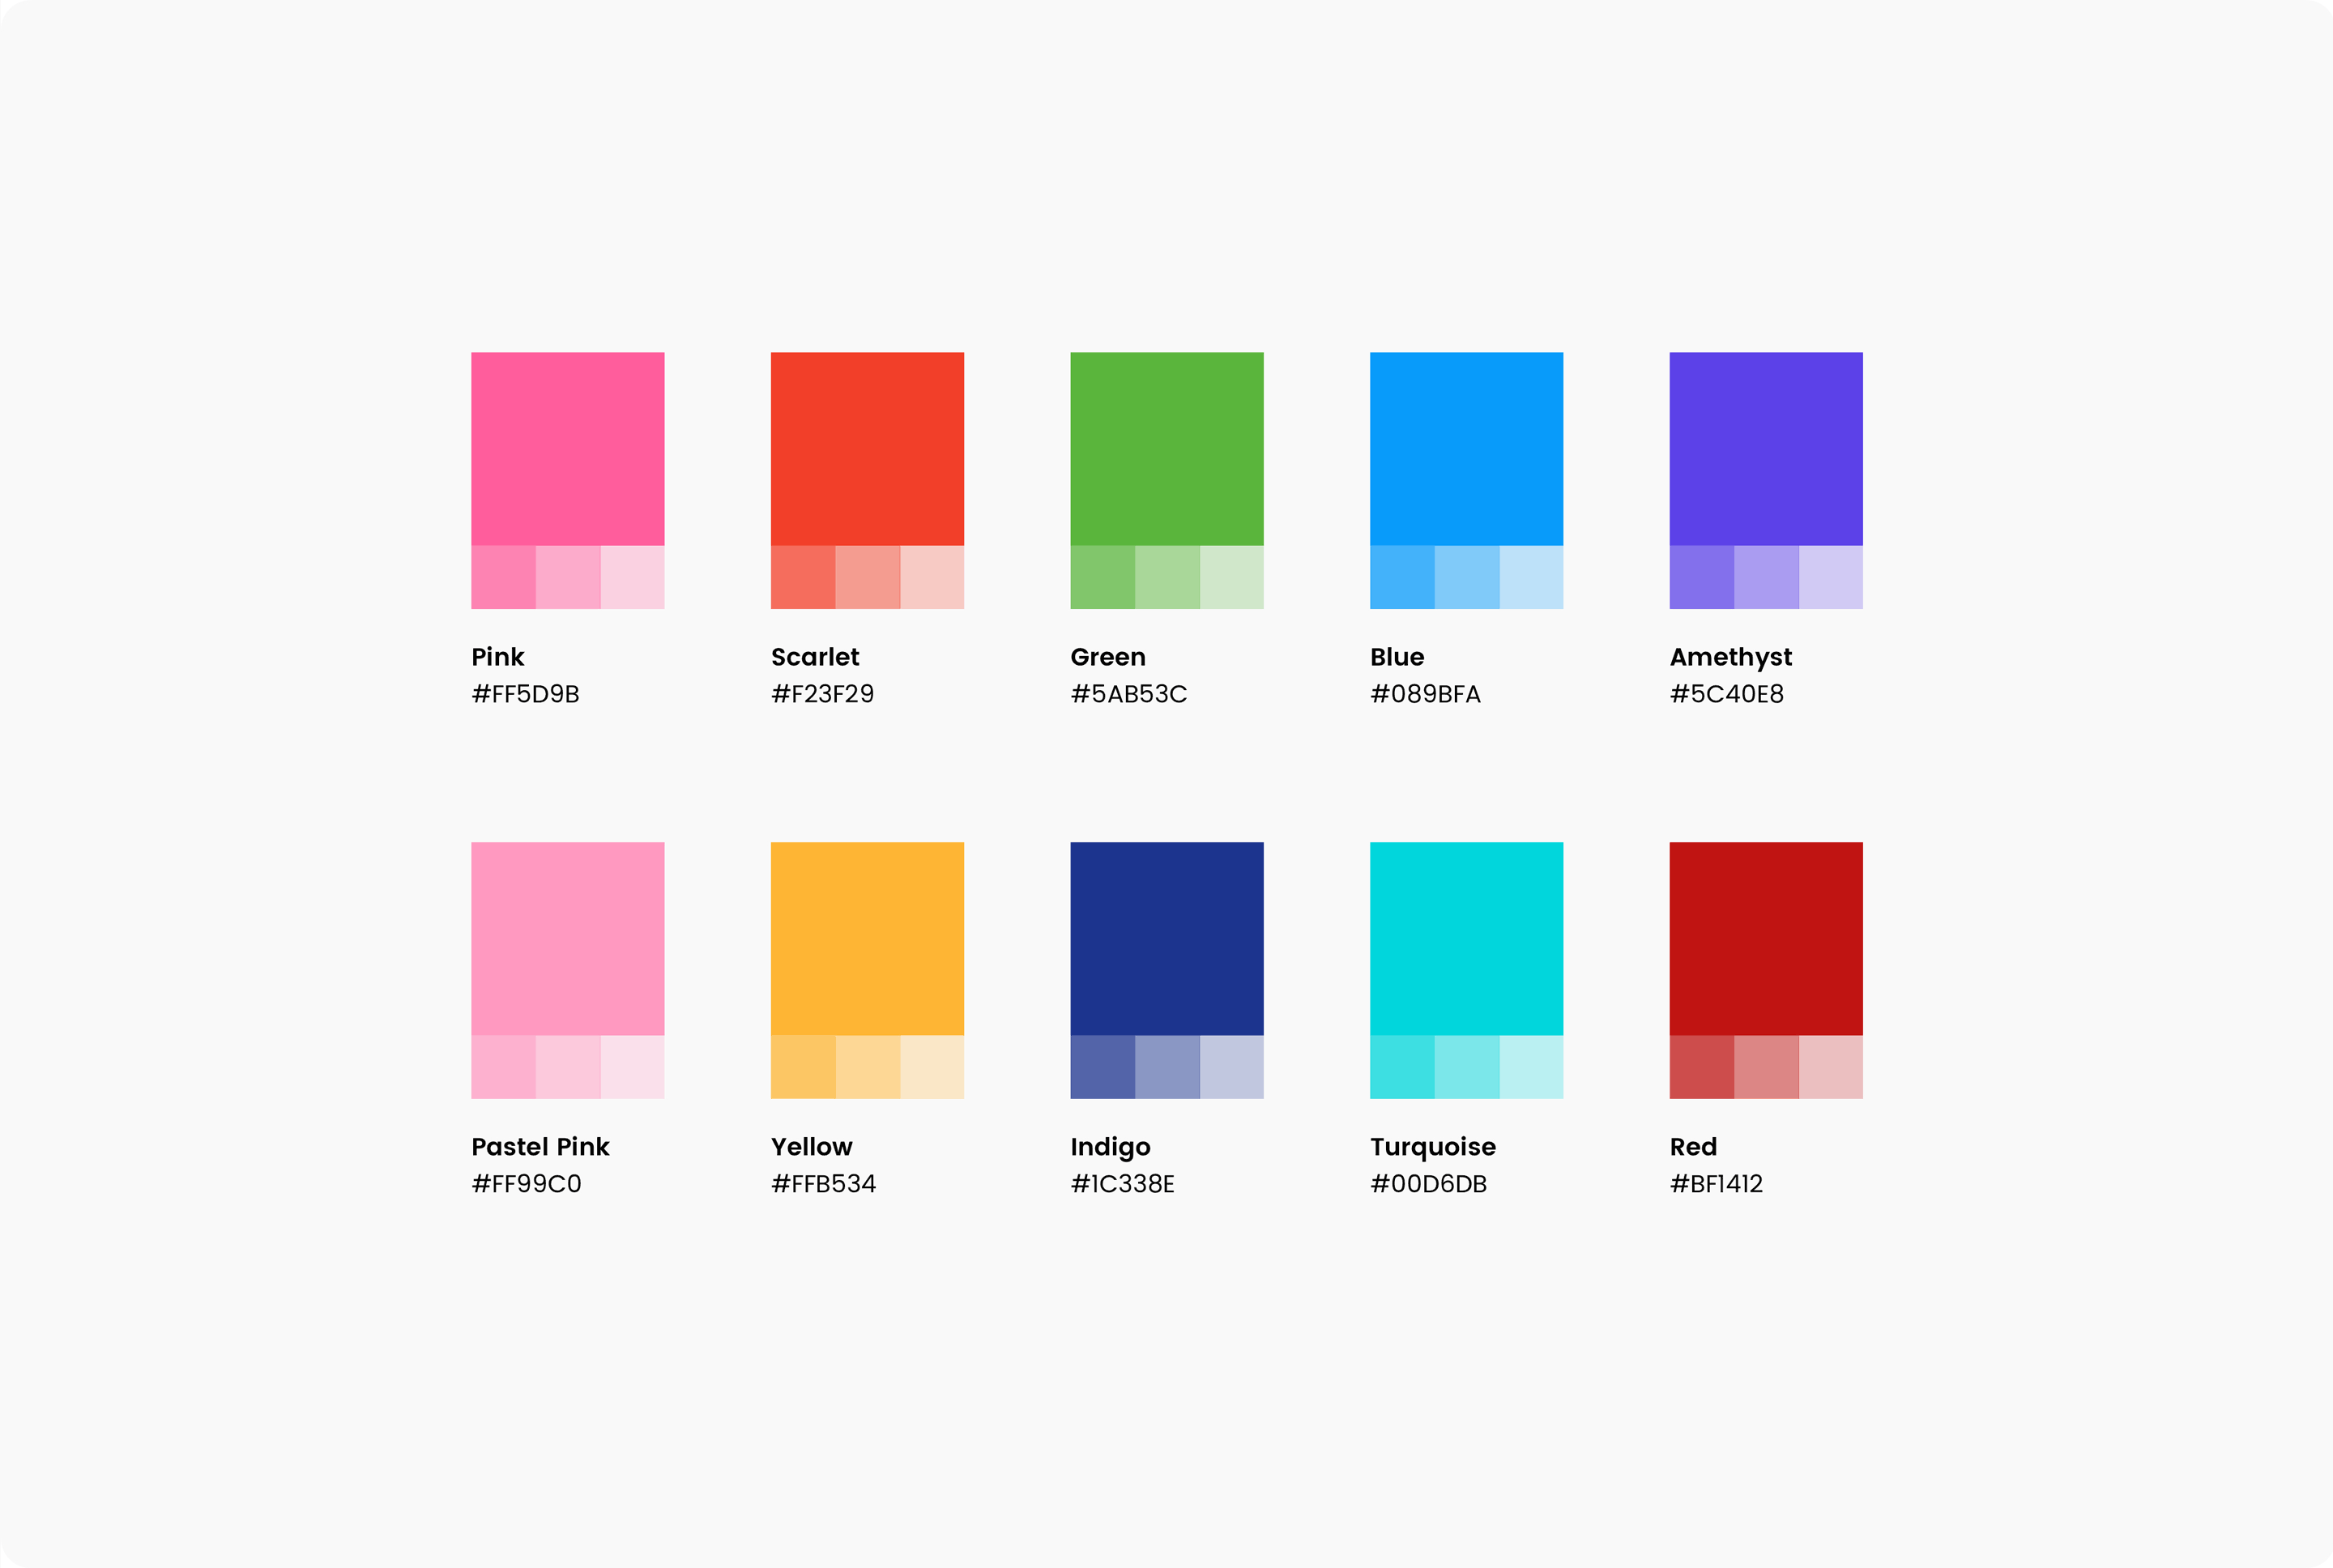 Pink
#FF5D9B
Scarlet
#F23F29
Green
#5AB53C
Blue
#089BFA
Amethyst
#5C40E8
Pastel Pink
#FF99C0
Yellow
#FFB534
Indigo
#1C338E
Turquoise
#00D6DB
Red
#BF1412